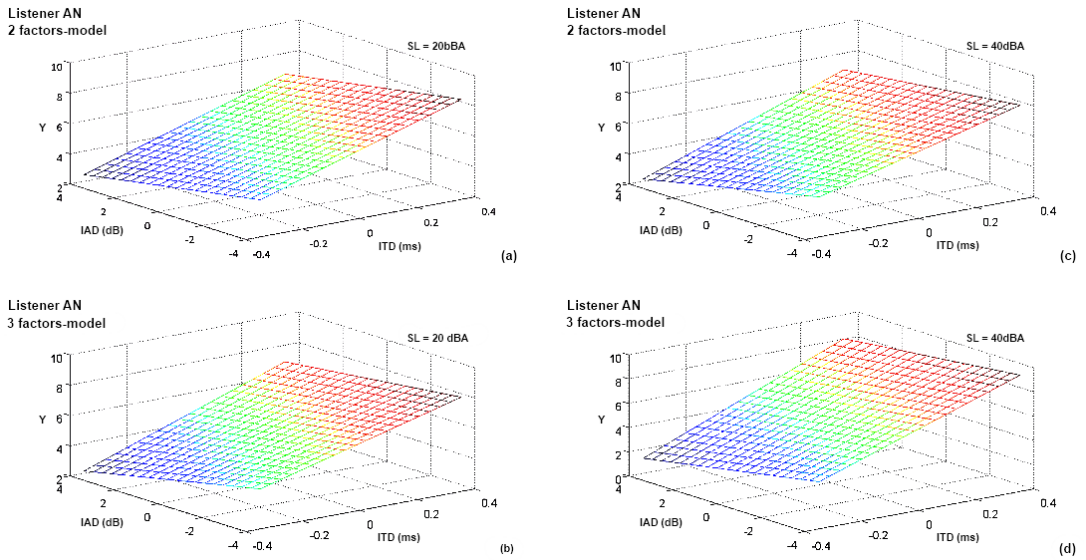 Listener AN
2 factors-model
SL = 20bBA
10
8
6
Y
4
2
4
2
IAD (dB)
0
-2
-4
-0.4
-0.2
0
ITD (ms)
0.2
0.4
(a)
Listener AN
2 factors-model
SL = 40dBA
10
8
6
Y
4
2
4
2
IAD (dB)
0
-2
-4
-0.4
-0.2
0
ITD (ms)
0.2
0.4
(c)
Listener AN
3 factors-model
SL = 20 dBA
10
8
6
Y
4
2
4
2
IAD (dB)
0
-2
-4
-0.4
-0.2
0
ITD (ms)
0.2
0.4
(b)
Listener AN
3 factors-model
SL = 40dBA
10
8
6
Y
4
2
0
4
2
IAD (dB)
0
-2
-4
-0.4
-0.2
0
ITD (ms)
0.2
0.4
(d)